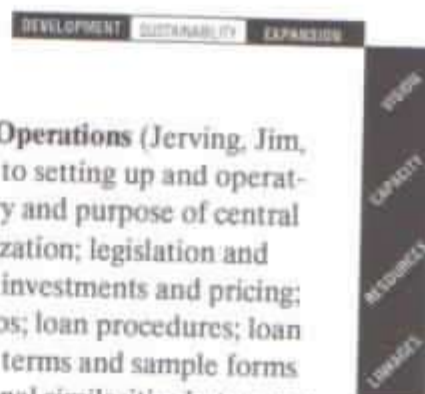 DEVELOPMENT SUSTAINABILITY EXPANSION
VISION
Operations (Jerving, Jim,
to setting up and operat-
CAPACITY
y and purpose of central
zation; legislation and
RESOURCES
investments and pricing;
os; loan procedures; loan
LINKAGES
terms and sample forms